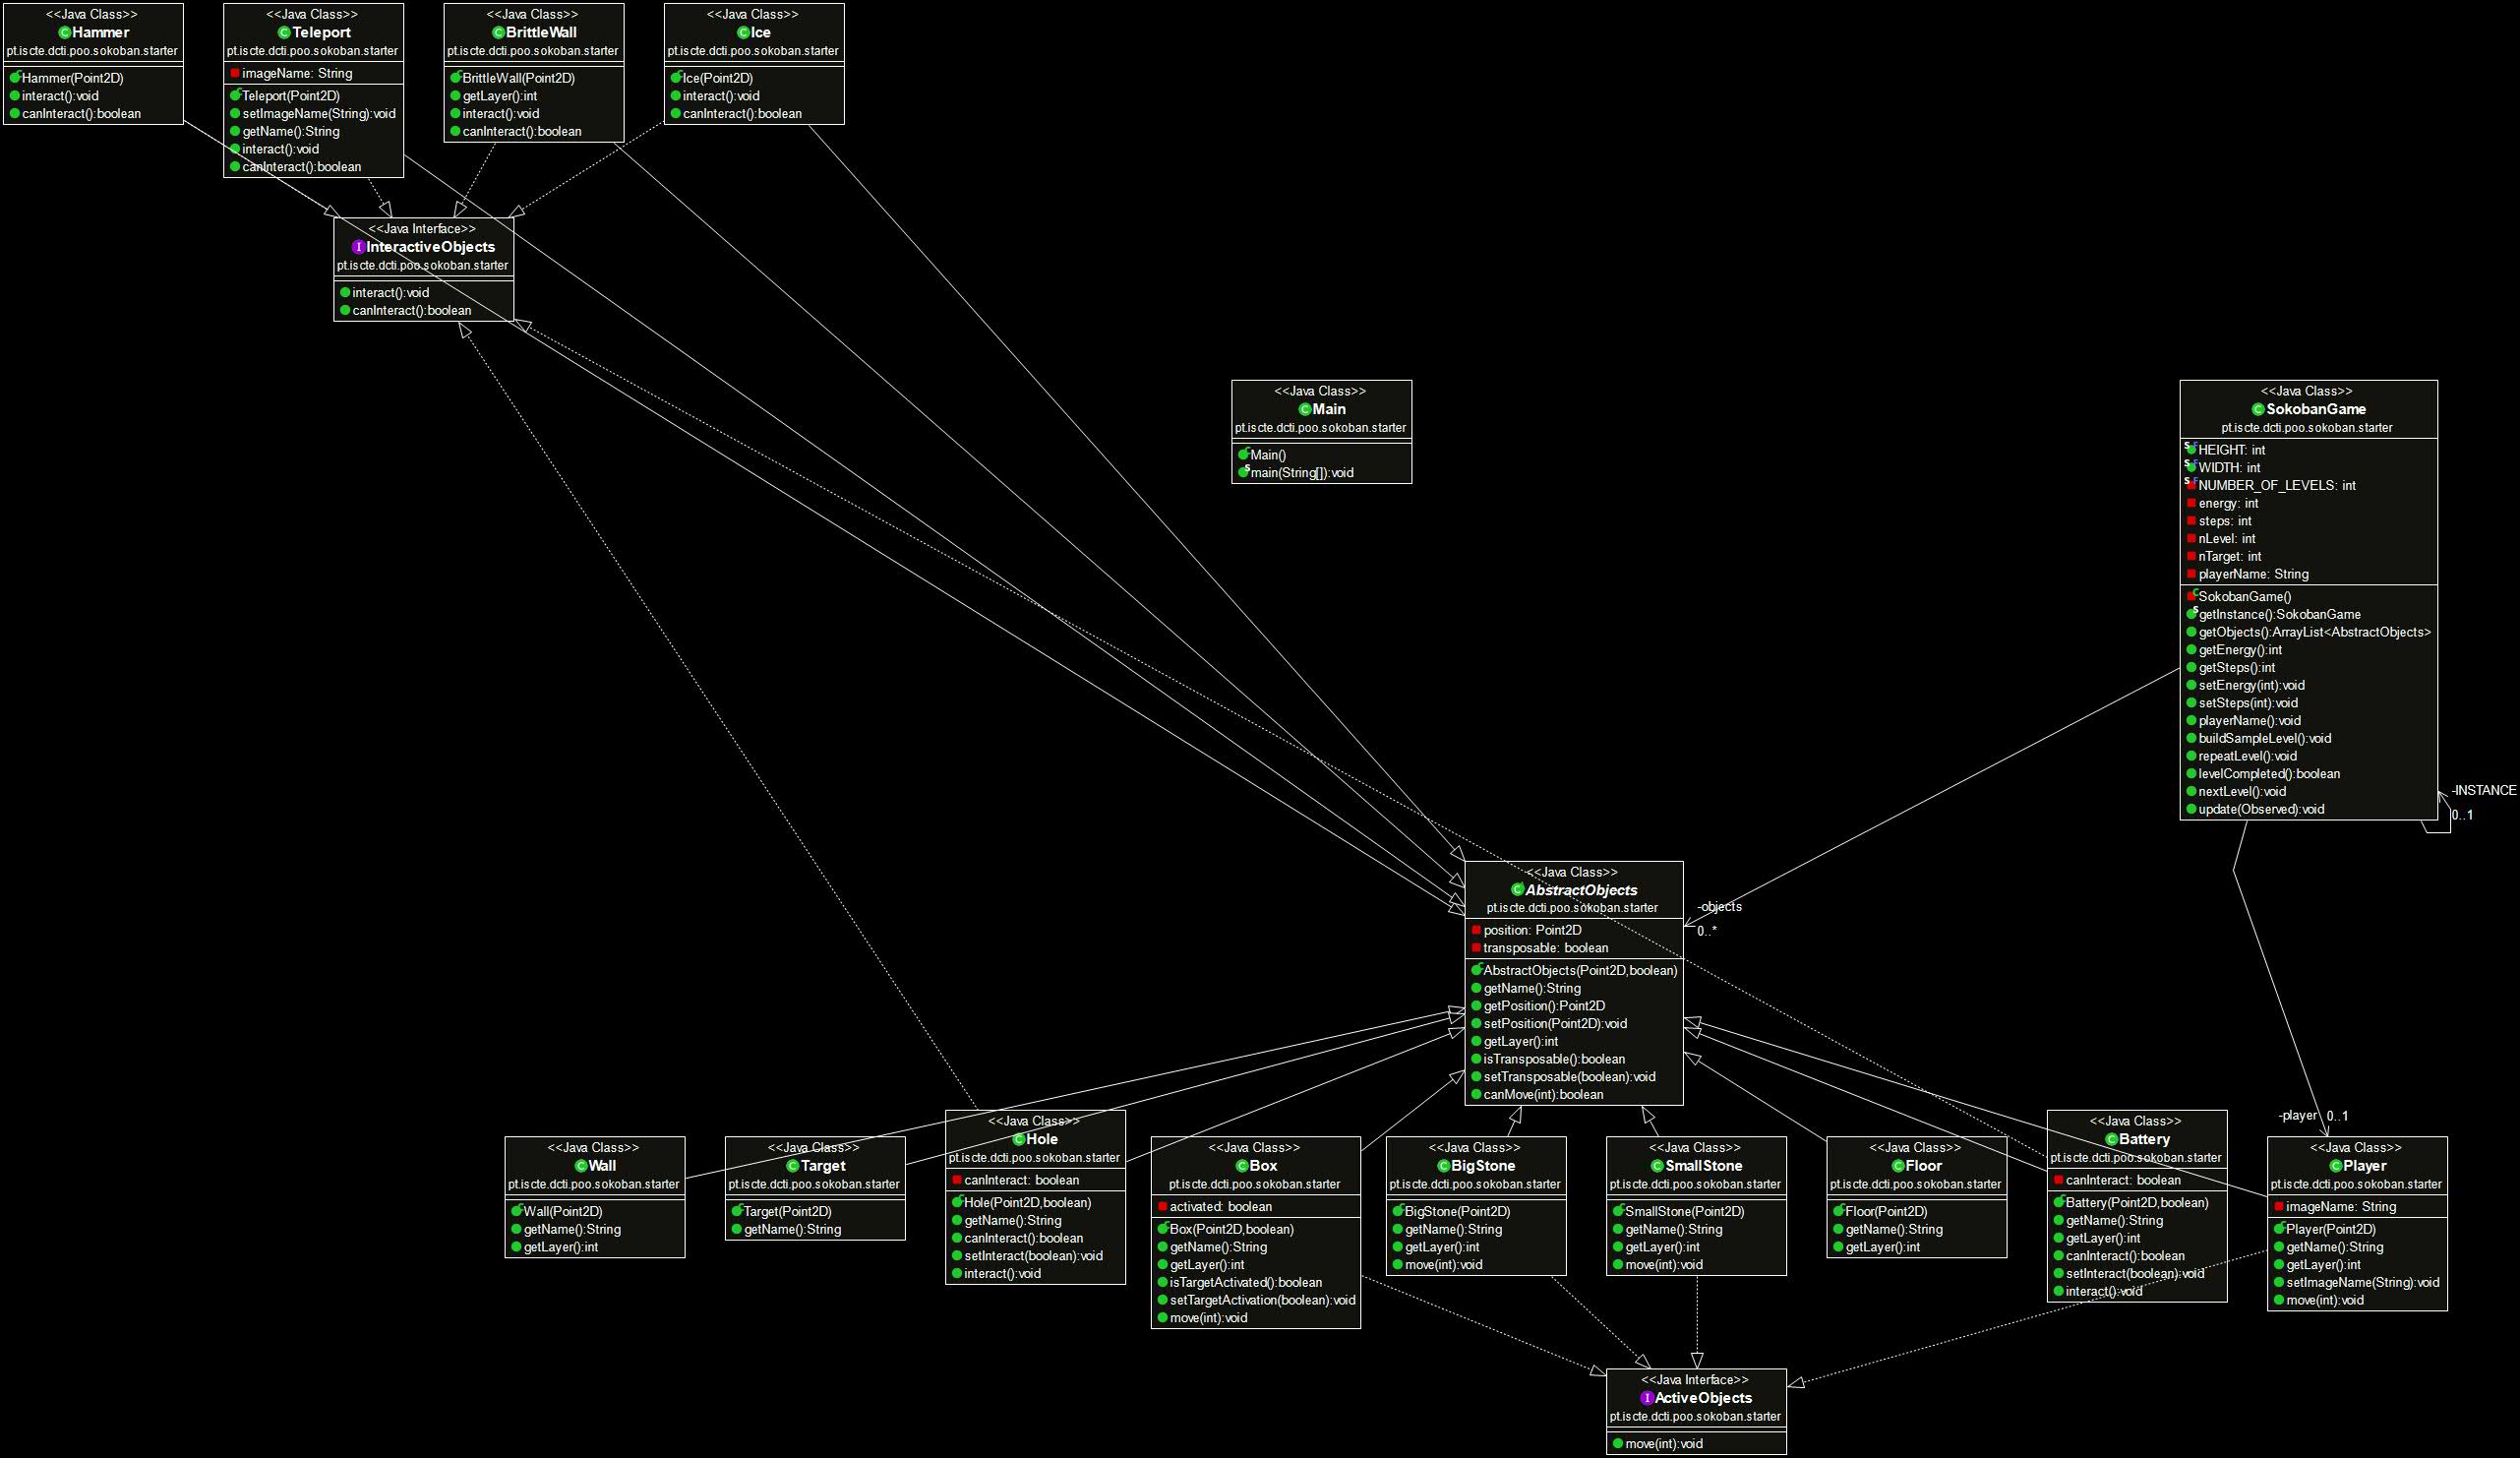 <<Java Class>>
Hammer
pt.iscte.dcti.poo.sokoban.starter
Hammer(Point2D)
interact():void
canInteract():boolean
<<Java Class>>
Teleport
pt.iscte.dcti.poo.sokoban.starter
imageName: String
Teleport(Point2D)
setImageName(String):void
getName():String
interact():void
canInteract():boolean
<<Java Class>>
BrittleWall
pt.iscte.dcti.poo.sokoban.starter
BrittleWall(Point2D)
getLayer():int
interact():void
canInteract():boolean
<<Java Class>>
Ice
pt.iscte.dcti.poo.sokoban.starter
Ice(Point2D)
interact():void
canInteract():boolean
<<Java Interface>>
InteractiveObjects
pt.iscte.dcti.poo.sokoban.starter
interact():void
canInteract():boolean
<<Java Class>>
Main
pt.iscte.dcti.poo.sokoban.starter
Main()
main(String[]):void
<<Java Class>>
SokobanGame
pt.iscte.dcti.poo.sokoban.starter
HEIGHT: int
WIDTH: int
NUMBER_OF_LEVELS: int
energy: int
steps: int
nLevel: int
nTarget: int
playerName: String
SokobanGame()
getInstance():SokobanGame
getObjects():ArrayList<AbstractObjects>
getEnergy():int
getSteps():int
setEnergy(int):void
setSteps(int):void
playerName():void
buildSampleLevel():void
repeatLevel():void
levelCompleted():boolean
nextLevel():void
update(Observed):void
-INSTANCE
0..1
<<Java Class>>
AbstractObjects
pt.iscte.dcti.poo.sokoban.starter
position: Point2D
transposable: boolean
AbstractObjects(Point2D,boolean)
getName():String
getPosition():Point2D
setPosition(Point2D):void
getLayer():int
isTransposable():boolean
setTransposable(boolean):void
canMove(int):boolean
-objects
0..*
-player 0..1
<<Java Class>>
Wall
pt.iscte.dcti.poo.sokoban.starter
Wall(Point2D)
getName():String
getLayer():int
<<Java Class>>
Target
pt.iscte.dcti.poo.sokoban.starter
Target(Point2D)
getName():String
<<Java Class>>
Hole
pt.iscte.dcti.poo.sokoban.starter
canInteract: boolean
Hole(Point2D,boolean)
getName():String
canInteract():boolean
setInteract(boolean):void
interact():void
<<Java Class>>
Box
pt.iscte.dcti.poo.sokoban.starter
activated: boolean
Box(Point2D,boolean)
getName():String
getLayer():int
isTargetActivated():boolean
setTargetActivation(boolean):void
move(int):void
<<Java Class>>
BigStone
pt.iscte.dcti.poo.sokoban.starter
BigStone(Point2D)
getName():String
getLayer():int
move(int):void
<<Java Class>>
SmallStone
pt.iscte.dcti.poo.sokoban.starter
SmallStone(Point2D)
getName():String
getLayer():int
move(int):void
<<Java Class>>
Floor
pt.iscte.dcti.poo.sokoban.starter
Floor(Point2D)
getName():String
getLayer():int
<<Java Class>>
Battery
pt.iscte.dcti.poo.sokoban.starter
canInteract: boolean
Battery(Point2D,boolean)
getName():String
getLayer():int
canInteract():boolean
setInteract(boolean):void
interact():void
<<Java Class>>
Player
pt.iscte.dcti.poo.sokoban.starter
imageName: String
Player(Point2D)
getName():String
getLayer():int
setImageName(String):void
move(int):void
<<Java Interface>>
ActiveObjects
pt.iscte.dcti.poo.sokoban.starter
move(int):void